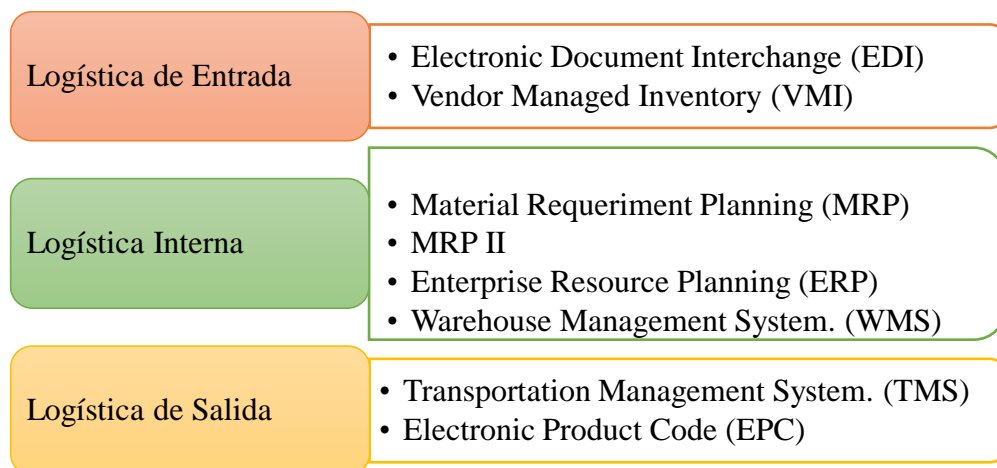 Logística de Entrada
• Electronic Document Interchange (EDI)
• Vendor Managed Inventory (VMI)
Logística Interna
• Material Requeriment Planning (MRP)
• MRP II
• Enterprise Resource Planning (ERP)
• Warehouse Management System. (WMS)
Logística de Salida
• Transportation Management System. (TMS)
• Electronic Product Code (EPC)